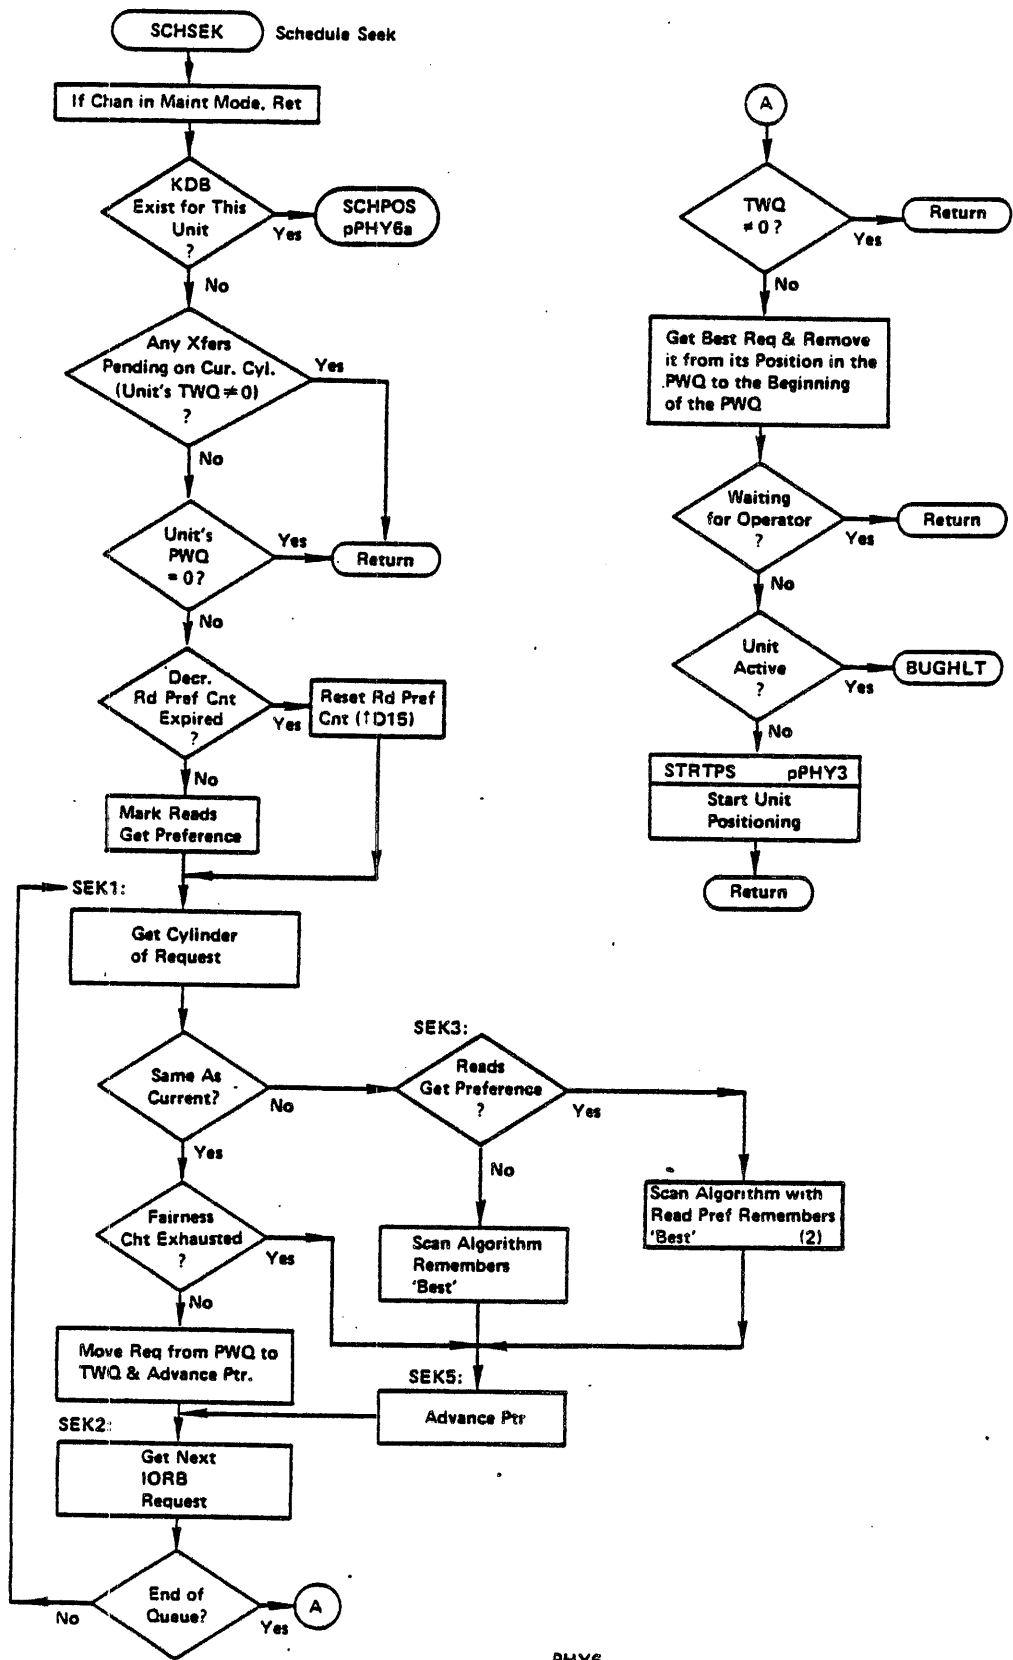 SCHSEK
Schedule Seek
If Chan in Maint Mode, Ret
KDB
Exist for This
Unit
?
Yes
SCHPOS
pPHY6a
No
Any Xfers
Pending on Cur. Cyl.
(Unit's TWQ ≠ 0)
?
Yes
No
Unit's
PWQ
= 0?
Yes
Return
No
Decr.
Rd Pref Cnt
Expired
?
Yes
Reset Rd Pref
Cnt (↑D15)
No
Mark Reads
Get Preference
SEK1:
Get Cylinder
of Request
Same As
Current?
No
Yes
SEK3:
Reads
Get Preference
?
Yes
No
Scan Algorithm with
Read Pref Remembers
'Best' (2)
Scan Algorithm
Remembers
'Best'
Fairness
Cht Exhausted
?
Yes
No
Move Req from PWQ to
TWQ & Advance Ptr.
SEK5:
Advance Ptr
SEK2:
Get Next
IORB
Request
End of
Queue?
No
Yes
A
A
TWQ
≠ 0?
Yes
Return
No
Get Best Req & Remove
it from its Position in the
PWQ to the Beginning
of the PWQ
Waiting
for Operator
?
Yes
Return
No
Unit
Active
?
Yes
BUGHLT
No
STRTPS pPHY3
Start Unit
Positioning
Return
PHY6